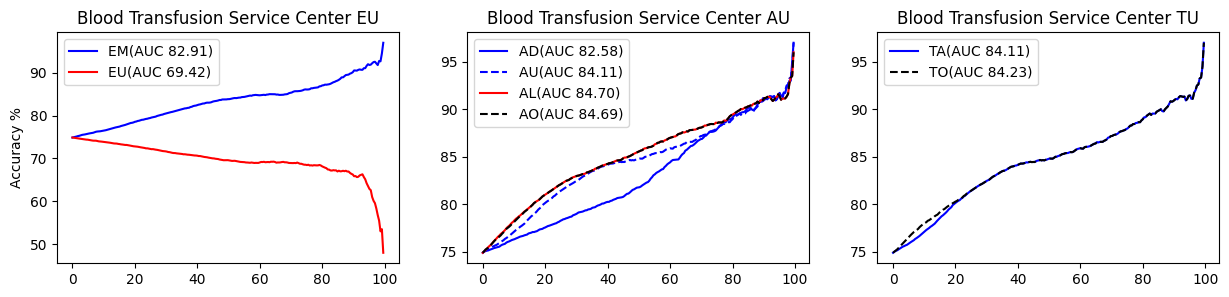 Blood Transfusion Service Center EU
EM(AUC 82.91)
EU(AUC 69.42)
Accuracy %
90
80
70
60
50
0 20 40 60 80 100
Blood Transfusion Service Center AU
AD(AUC 82.58)
AU(AUC 84.11)
AL(AUC 84.70)
AO(AUC 84.69)
95
90
85
80
75
0 20 40 60 80 100
Blood Transfusion Service Center TU
TA(AUC 84.11)
TO(AUC 84.23)
95
90
85
80
75
0 20 40 60 80 100